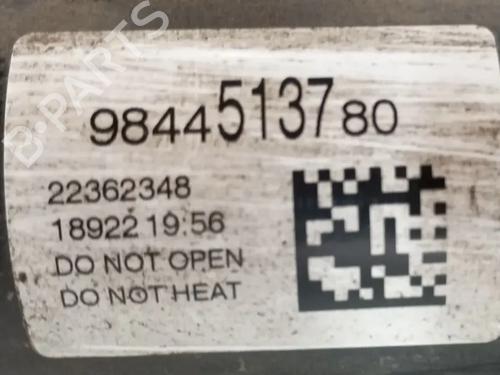 B-PARTS
9844513780
22362348
18922 19:56
DO NOT OPEN
DO NOT HEAT